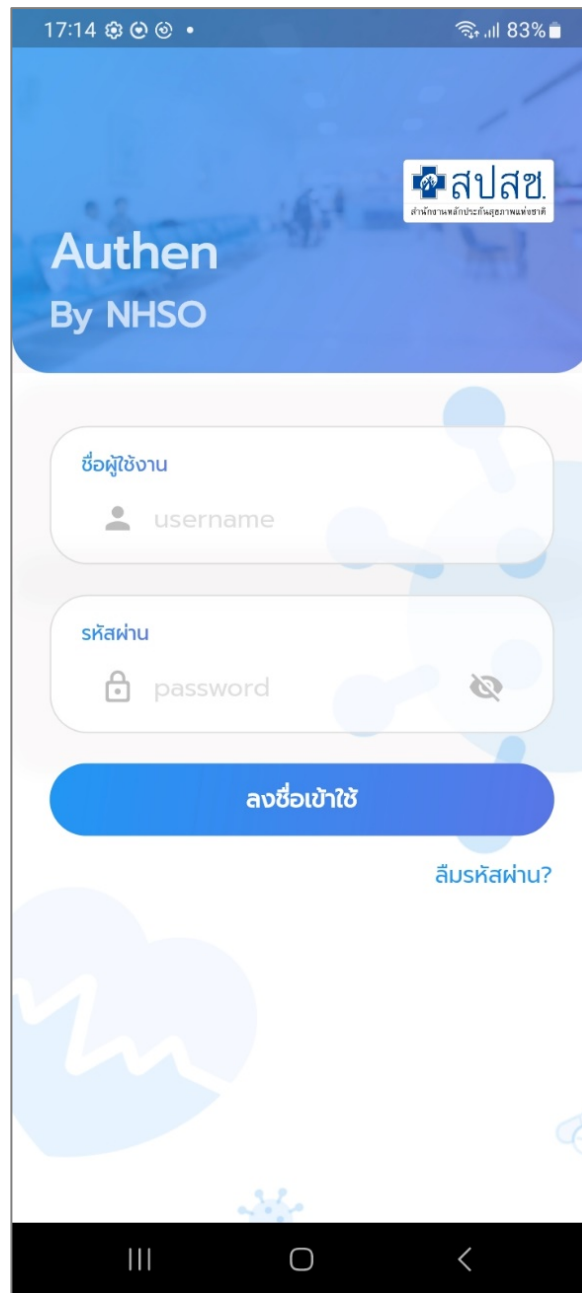 17:14
83%
สปสช.
สำนักงานหลักประกันสุขภาพแห่งชาติ
Authen
By NHSO
ชื่อผู้ใช้งาน
username
รหัสผ่าน
password
ลงชื่อเข้าใช้
ลืมรหัสผ่าน?